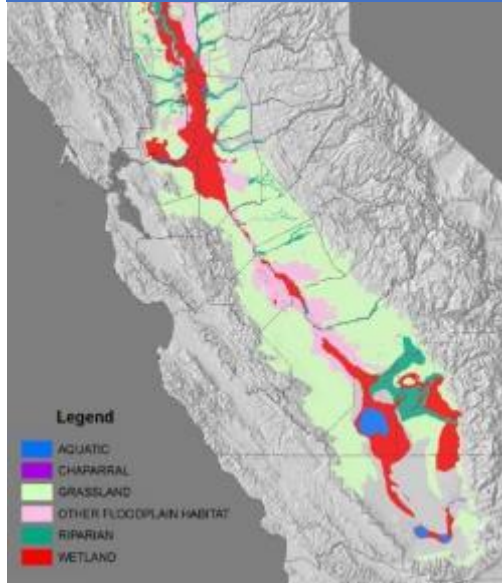 Legend
AQUATIC
CHAPARRAL
GRASSLAND
OTHER FLOODPLAIN HABITAT
RIPARIAN
WETLAND